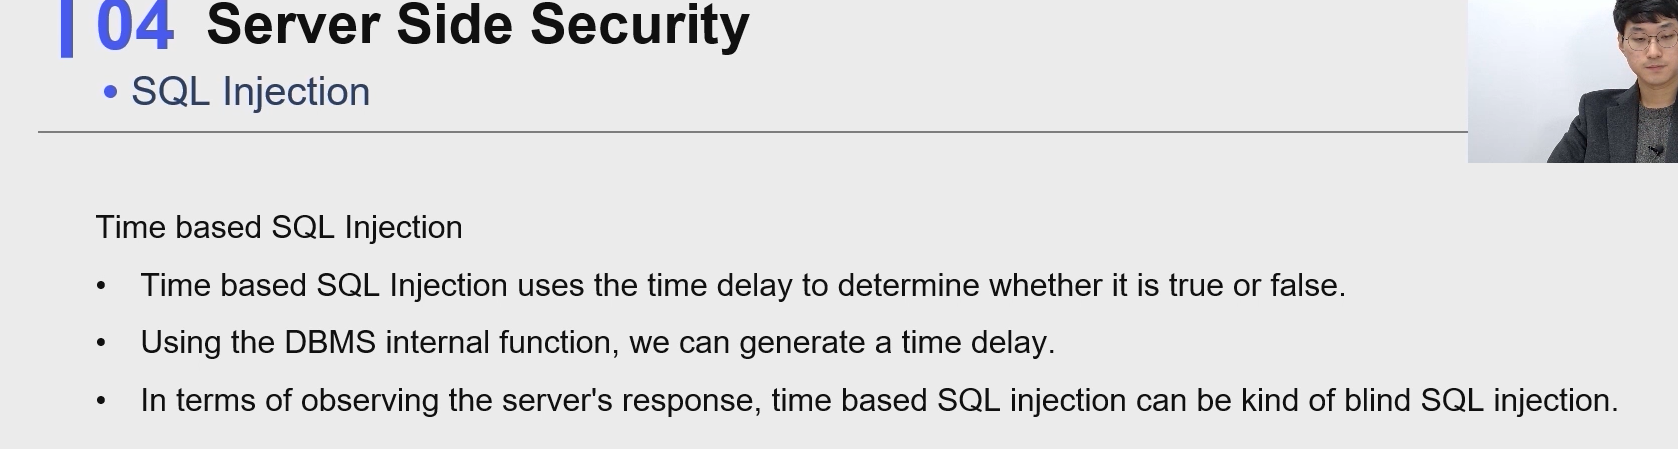 04 Server Side Security
• SQL Injection
Time based SQL Injection
• Time based SQL Injection uses the time delay to determine whether it is true or false.
• Using the DBMS internal function, we can generate a time delay.
• In terms of observing the server's response, time based SQL injection can be kind of blind SQL injection.